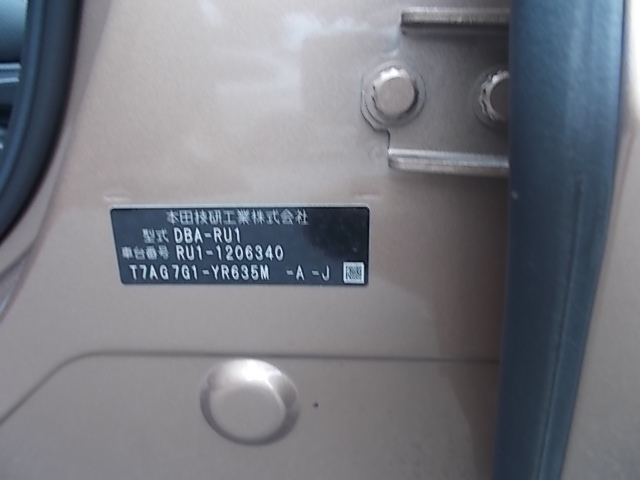 本田技研工業株式会社
型式 DBA-RU1
車台番号 RU1-1206340
T7AG7G1-YR635M -A-J